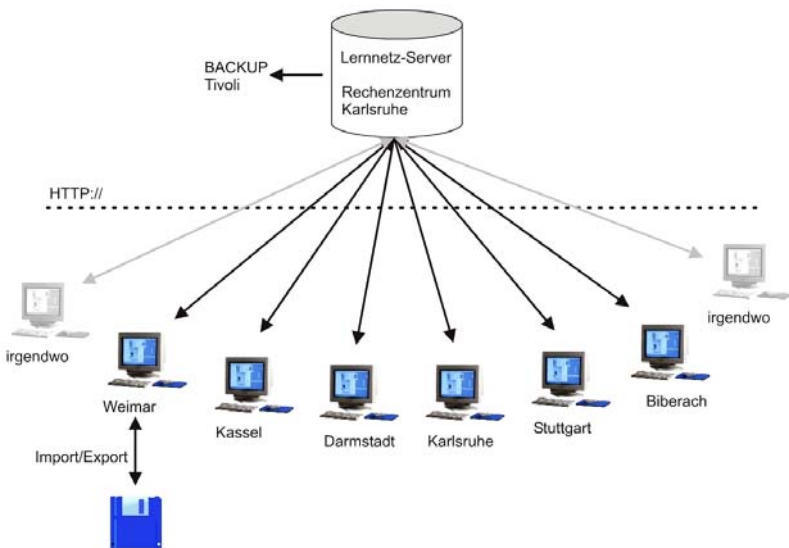 Lernnetz-Server
BACKUP
Tivoli
Rechenzentrum
Karlsruhe
HTTP://
irgendwo
irgendwo
Weimar
Kassel
Darmstadt
Karlsruhe
Stuttgart
Biberach
Import/Export